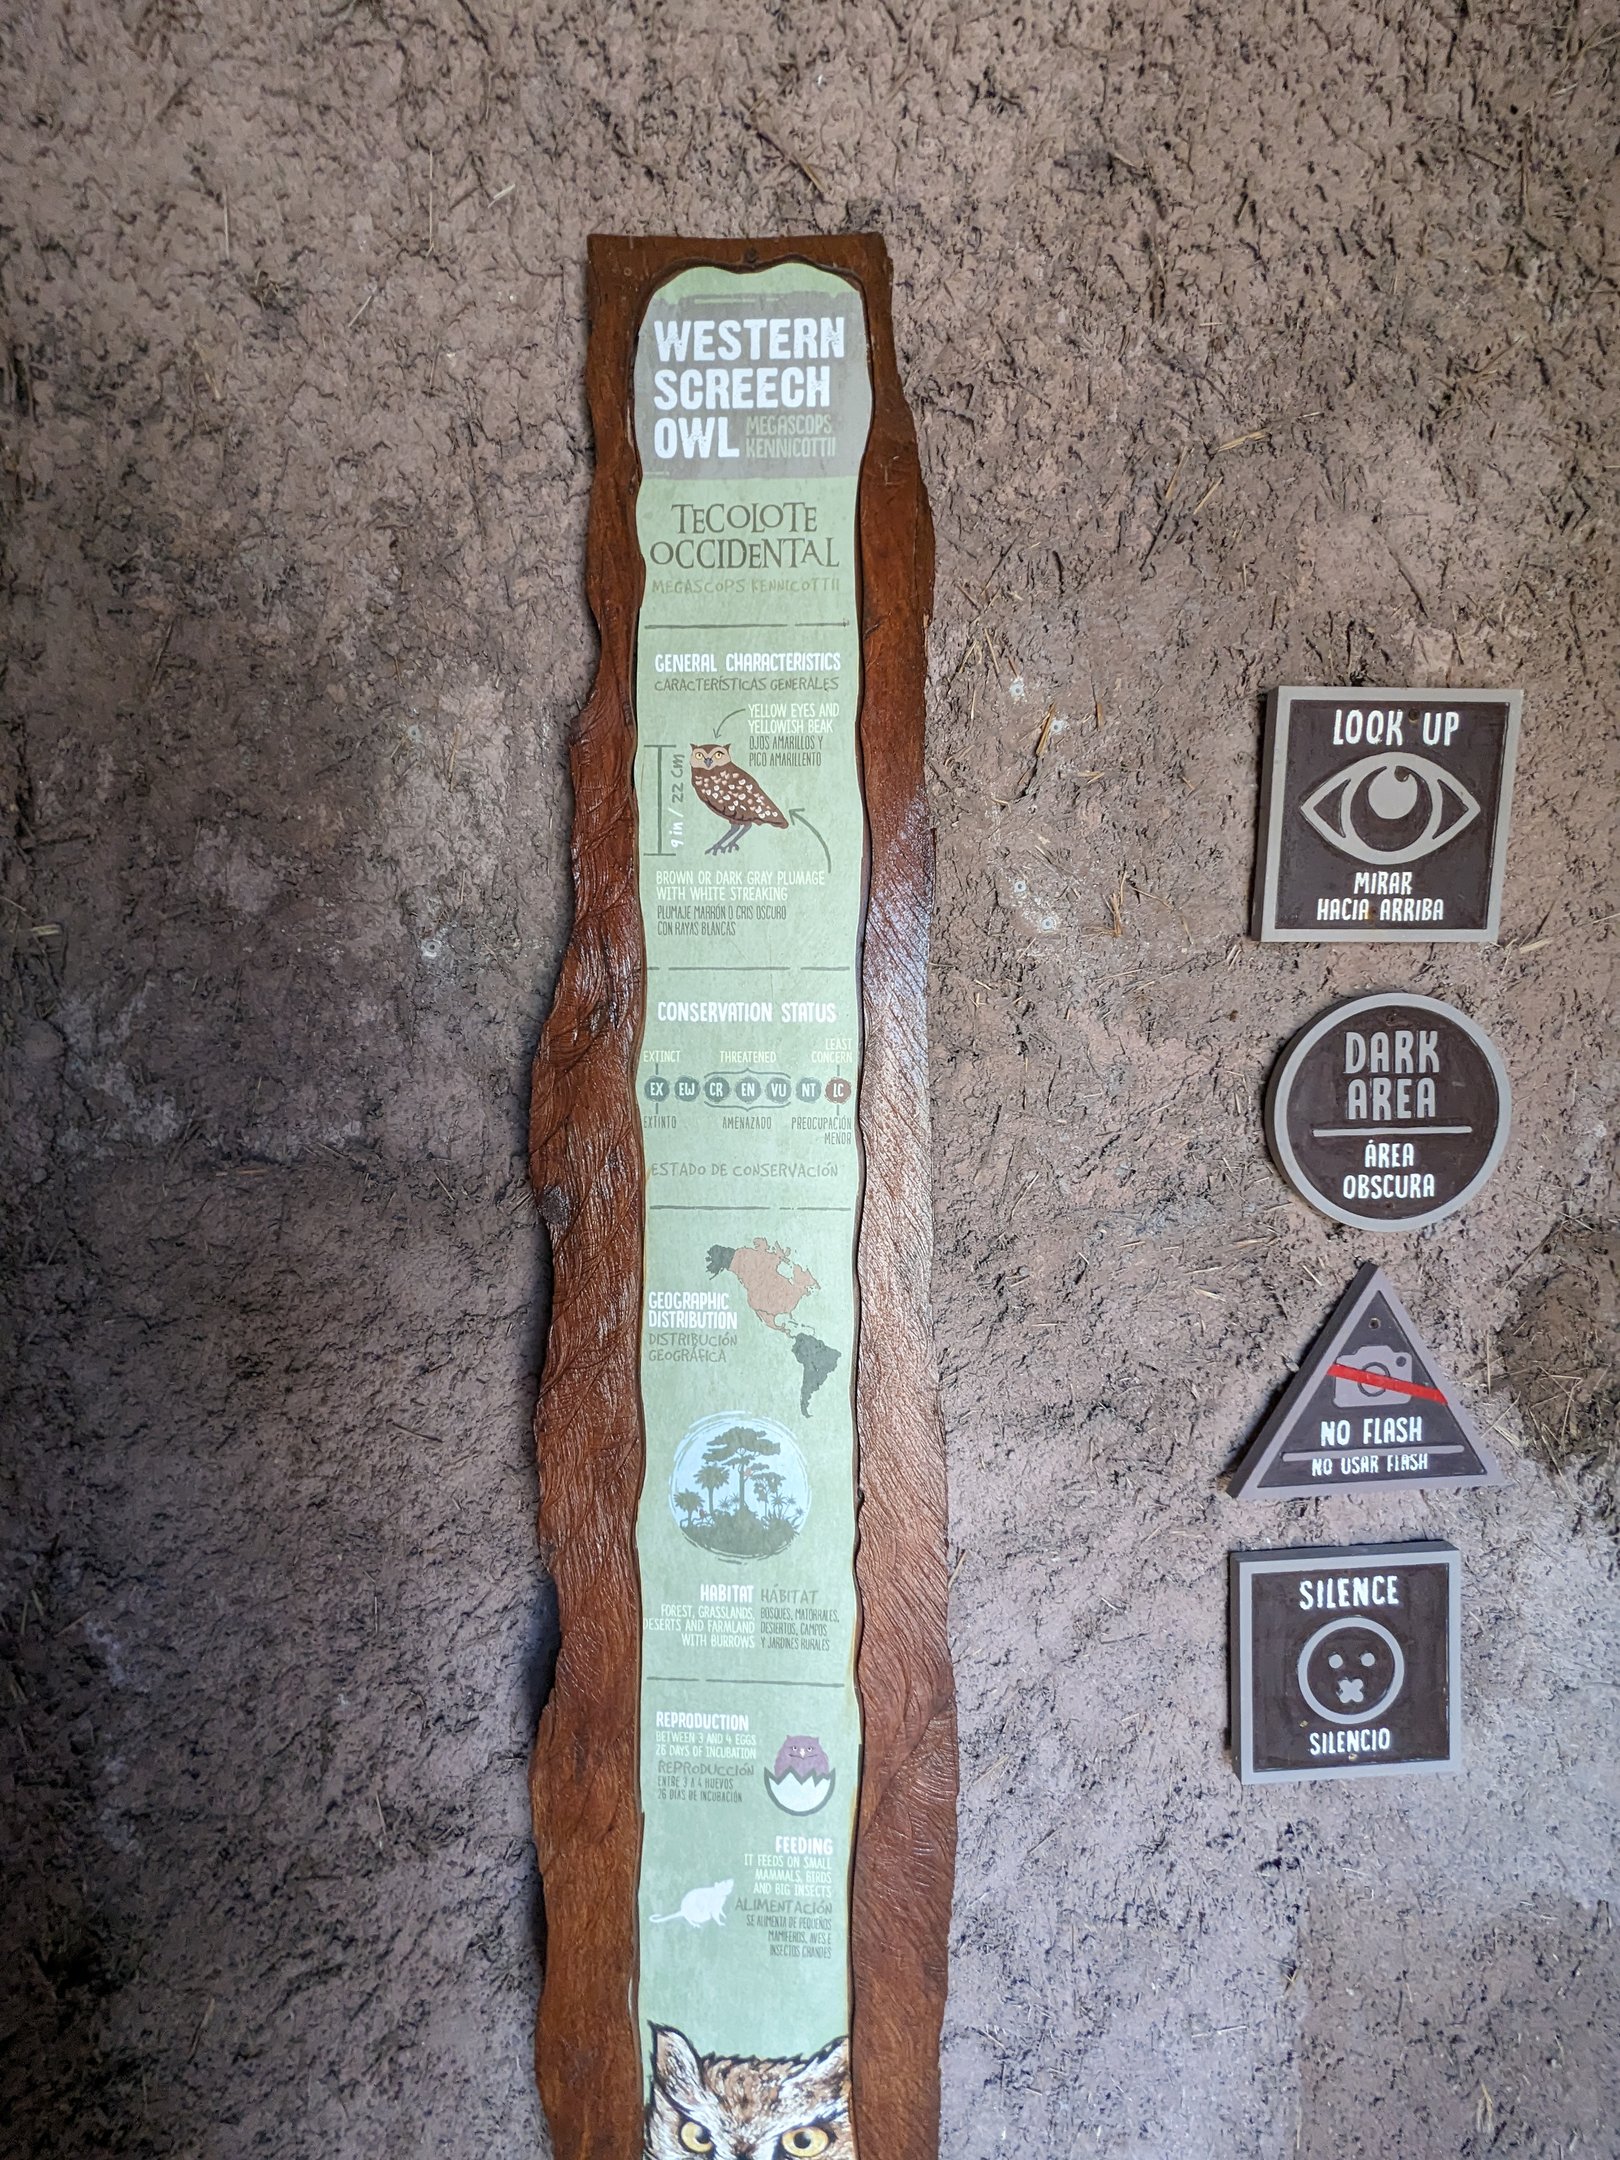 WESTERN
SCREECH
OWL MEGASCOPS
KENNICOTTII
TECOLOTE
OCCIDENTAL
MEGASCOPS KENNICOTTII
GENERAL CHARACTERISTICS
CARACTERÍSTICAS GENERALES
YELLOW EYES AND
YELLOWISH BEAK
OJOS AMARILLOS Y
PICO AMARILLENTO
9 in / 22 cm
BROWN OR DARK GRAY PLUMAGE
WITH WHITE STREAKING
PLUMAJE MARRÓN O GRIS OSCURO
CON RAYAS BLANCAS
CONSERVATION STATUS
EXTINCT THREATENED LEAST
CONCERN
EX EW CR EN VU NT LC
EXTINTO AMENAZADO PREOCUPACIÓN
MENOR
ESTADO DE CONSERVACIÓN
GEOGRAPHIC
DISTRIBUTION
DISTRIBUCIÓN
GEOGRÁFICA
HABITAT
FOREST, GRASSLANDS,
DESERTS AND FARMLAND
WITH BURROWS
HÁBITAT
BOSQUES, MATORRALES,
DESIERTOS, CAMPOS
Y JARDINES RURALES
REPRODUCTION
BETWEEN 3 AND 4 EGGS
26 DAYS OF INCUBATION
REPRODUCCIÓN
ENTRE 3 A 4 HUEVOS
26 DÍAS DE INCUBACIÓN
FEEDING
IT FEEDS ON SMALL
MAMMALS, BIRDS
AND BIG INSECTS
ALIMENTACIÓN
SE ALIMENTA DE PEQUEÑOS
MAMÍFEROS, AVES E
INSECTOS GRANDES
LOOK UP
MIRAR
HACIA ARRIBA
DARK
AREA
ÁREA
OBSCURA
NO FLASH
NO USAR FLASH
SILENCE
SILENCIO